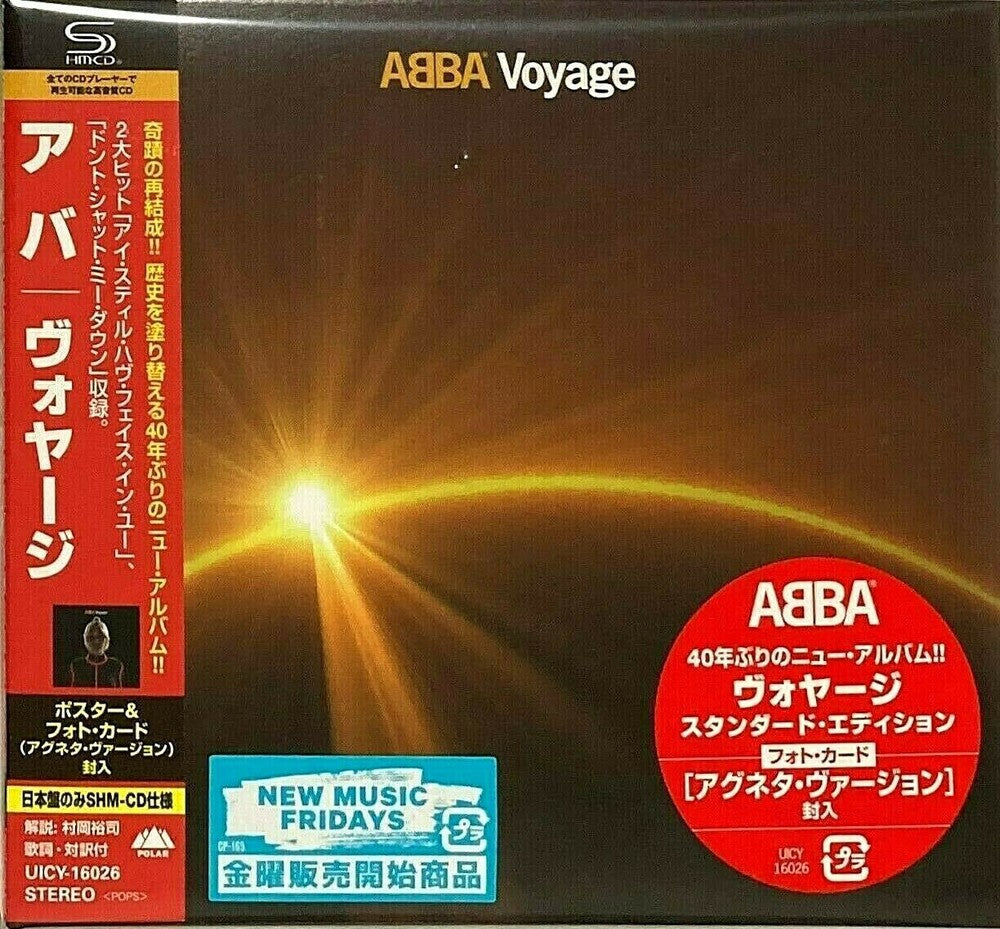 SHMCD
全てのCDプレーヤーで
再生可能な高音質CD
奇蹟の再結成!! 歴史を塗り替える40年ぶりのニュー・アルバム!!
2大ヒット「アイ・スティル・ハヴ・フェイス・イン・ユー」、
「ドント・シャット・ミー・ダウン」収録。
アバ | ヴォヤージ
ポスター&
フォト・カード
(アグネタ・ヴァージョン)
封入
日本盤のみSHM-CD仕様
解説: 村岡裕司
歌詞・対訳付
POLAR
UICY-16026
STEREO <POPS>
ABBA Voyage
NEW MUSIC
FRIDAYS
CP-163
プラ
金曜販売開始商品
ABBA
40年ぶりのニュー・アルバム!!
ヴォヤージ
スタンダード・エディション
フォト・カード
[アグネタ・ヴァージョン]
封入
UICY
16026
プラ